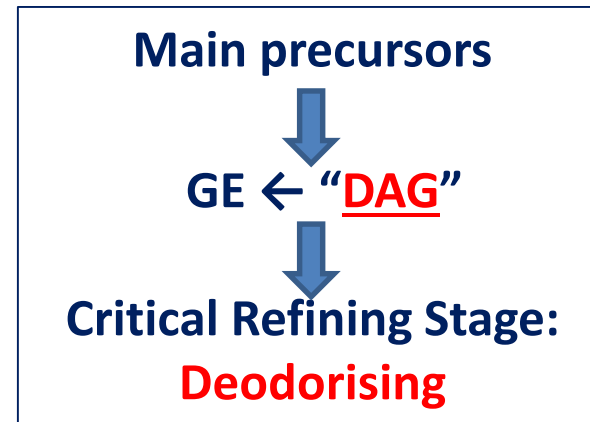 Main precursors
GE ← “DAG”
Critical Refining Stage:
Deodorising